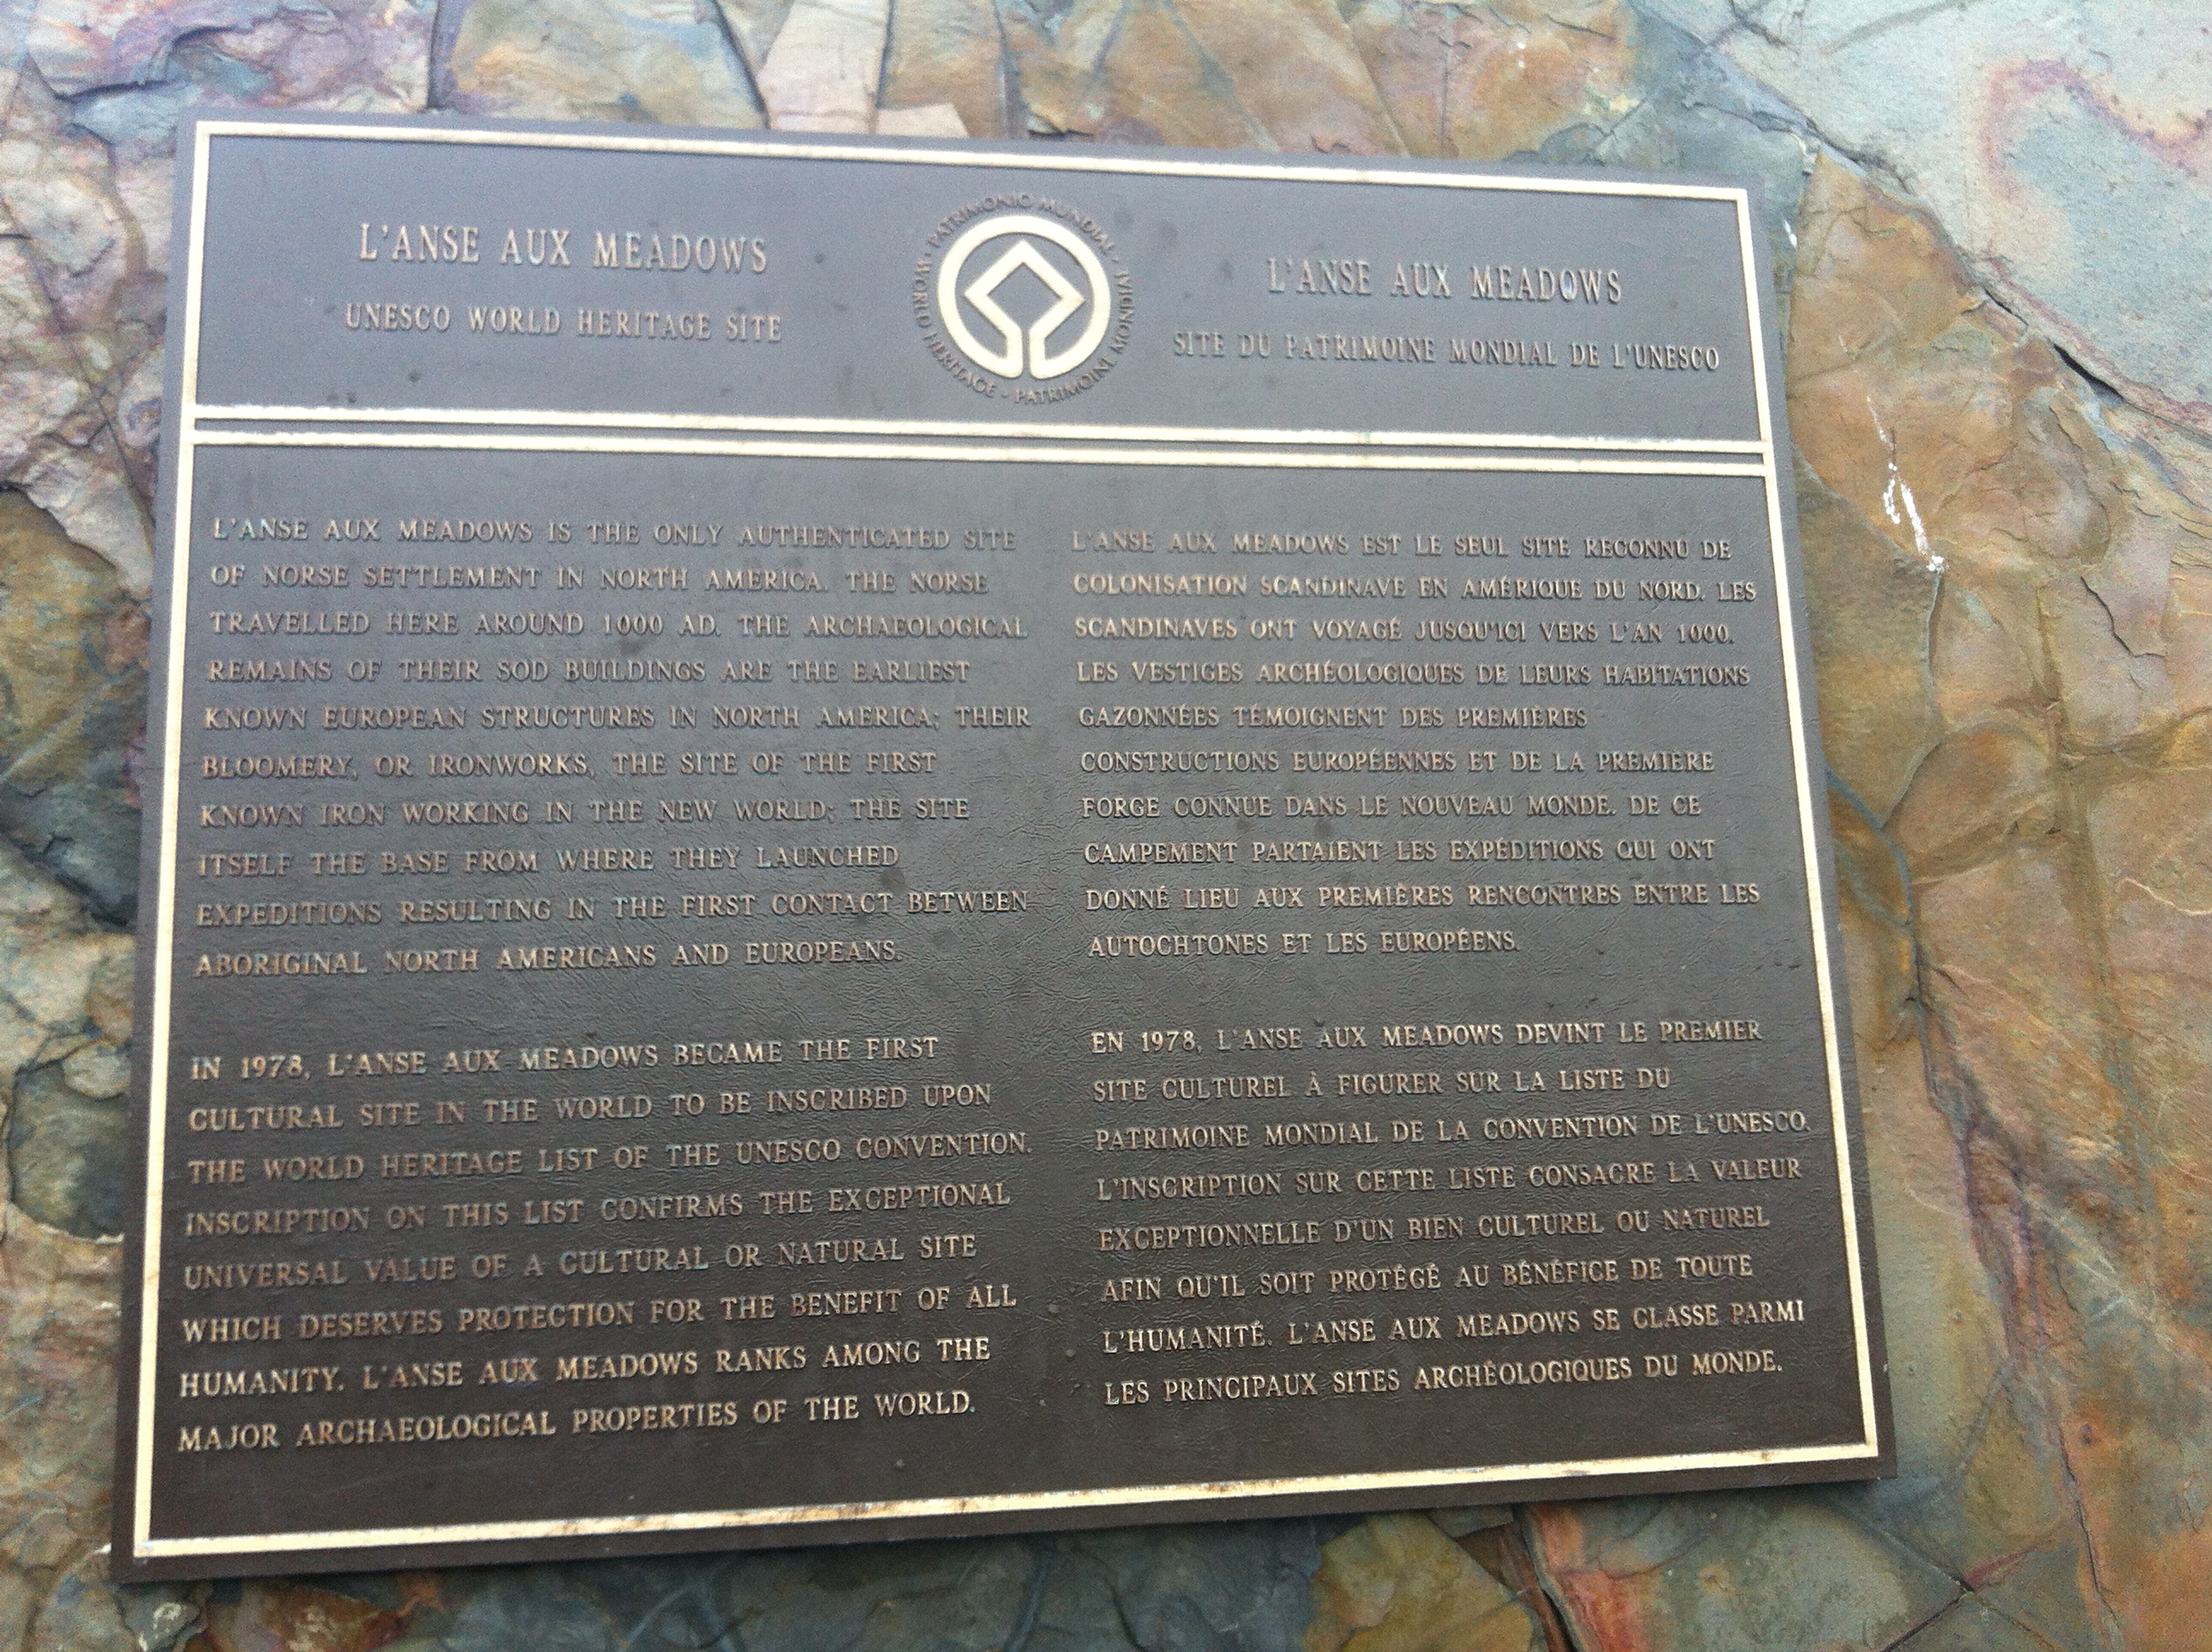 L'ANSE AUX MEADOWS
UNESCO WORLD HERITAGE SITE
PATRIMONIO MUNDIAL · WORLD HERITAGE · PATRIMOINE MONDIAL ·
L'ANSE AUX MEADOWS
SITE DU PATRIMOINE MONDIAL DE L'UNESCO
L'ANSE AUX MEADOWS IS THE ONLY AUTHENTICATED SITE
OF NORSE SETTLEMENT IN NORTH AMERICA. THE NORSE
TRAVELLED HERE AROUND 1000 AD. THE ARCHAEOLOGICAL
REMAINS OF THEIR SOD BUILDINGS ARE THE EARLIEST
KNOWN EUROPEAN STRUCTURES IN NORTH AMERICA; THEIR
BLOOMERY, OR IRONWORKS, THE SITE OF THE FIRST
KNOWN IRON WORKING IN THE NEW WORLD; THE SITE
ITSELF THE BASE FROM WHERE THEY LAUNCHED
EXPEDITIONS RESULTING IN THE FIRST CONTACT BETWEEN
ABORIGINAL NORTH AMERICANS AND EUROPEANS.
IN 1978, L'ANSE AUX MEADOWS BECAME THE FIRST
CULTURAL SITE IN THE WORLD TO BE INSCRIBED UPON
THE WORLD HERITAGE LIST OF THE UNESCO CONVENTION.
INSCRIPTION ON THIS LIST CONFIRMS THE EXCEPTIONAL
UNIVERSAL VALUE OF A CULTURAL OR NATURAL SITE
WHICH DESERVES PROTECTION FOR THE BENEFIT OF ALL
HUMANITY. L'ANSE AUX MEADOWS RANKS AMONG THE
MAJOR ARCHAEOLOGICAL PROPERTIES OF THE WORLD.
L'ANSE AUX MEADOWS EST LE SEUL SITE RECONNU DE
COLONISATION SCANDINAVE EN AMÉRIQUE DU NORD. LES
SCANDINAVES ONT VOYAGÉ JUSQU'ICI VERS L'AN 1000.
LES VESTIGES ARCHÉOLOGIQUES DE LEURS HABITATIONS
GAZONNÉES TÉMOIGNENT DES PREMIÈRES
CONSTRUCTIONS EUROPÉENNES ET DE LA PREMIÈRE
FORGE CONNUE DANS LE NOUVEAU MONDE. DE CE
CAMPEMENT PARTAIENT LES EXPÉDITIONS QUI ONT
DONNÉ LIEU AUX PREMIÈRES RENCONTRES ENTRE LES
AUTOCHTONES ET LES EUROPÉENS.
EN 1978, L'ANSE AUX MEADOWS DEVINT LE PREMIER
SITE CULTUREL À FIGURER SUR LA LISTE DU
PATRIMOINE MONDIAL DE LA CONVENTION DE L'UNESCO.
L'INSCRIPTION SUR CETTE LISTE CONSACRE LA VALEUR
EXCEPTIONNELLE D'UN BIEN CULTUREL OU NATUREL
AFIN QU'IL SOIT PROTÉGÉ AU BÉNÉFICE DE TOUTE
L'HUMANITÉ. L'ANSE AUX MEADOWS SE CLASSE PARMI
LES PRINCIPAUX SITES ARCHÉOLOGIQUES DU MONDE.